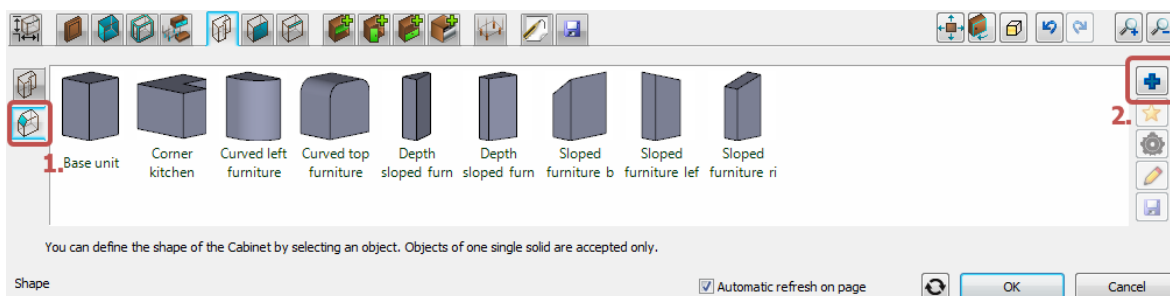 2.
1.
Base unit
Corner kitchen
Curved left furniture
Curved top furniture
Depth sloped furn
Depth sloped furn
Sloped furniture b
Sloped furniture lef
Sloped furniture ri
You can define the shape of the Cabinet by selecting an object. Objects of one single solid are accepted only.
Shape
Automatic refresh on page
OK
Cancel